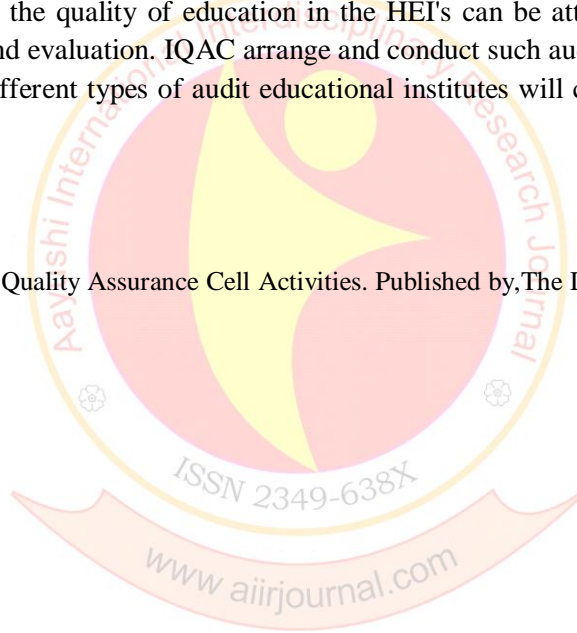 the quality of education in the HEI's can be att
nd evaluation. IQAC arrange and conduct such au
fferent types of audit educational institutes will
Quality Assurance Cell Activities. Published by,The
Aayushi International Interdisciplinary Research Journal
ISSN 2349-638X
www aiirjournal.com